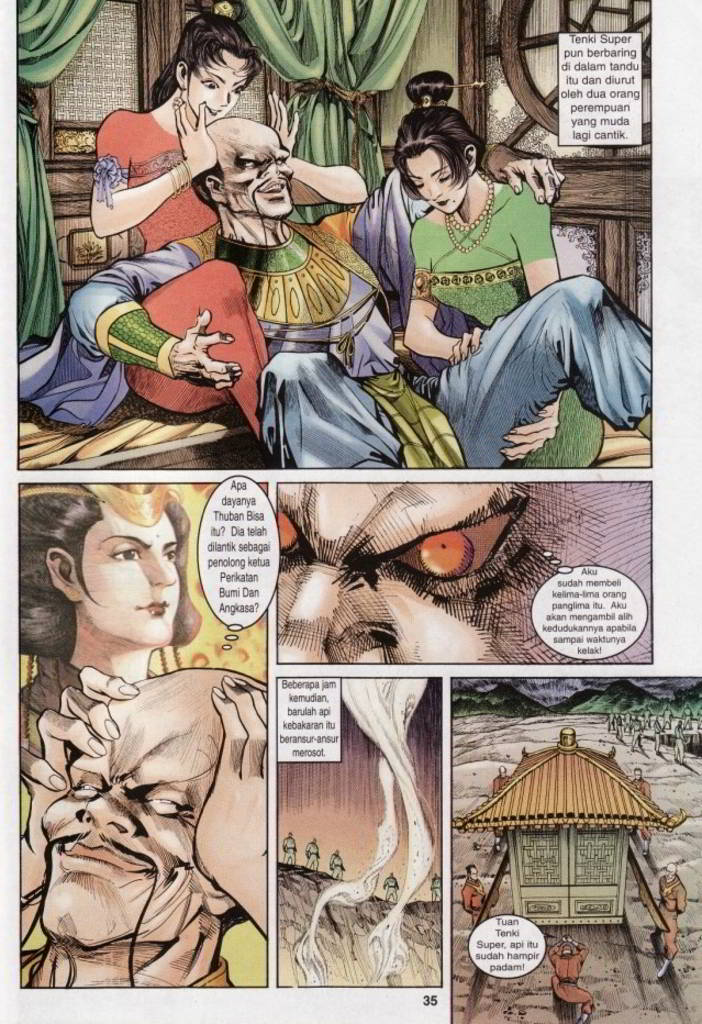 Tenki Super
pun berbaring
di dalam tandu
itu dan diurut
oleh dua orang
perempuan
yang muda
lagi cantik.
Apa
dayanya
Thuban Bisa
itu? Dia telah
dilantik sebagai
penolong ketua
Perikatan
Bumi Dan
Angkasa?
Aku
sudah membeli
kelima-lima orang
panglima itu. Aku
akan mengambil alih
kedudukannya apabila
sampai waktunya
kelak!
Beberapa jam
kemudian,
barulah api
kebakaran itu
beransur-ansur
merosot.
Tuan
Tenki
Super, api itu
sudah hampir
padam!
35